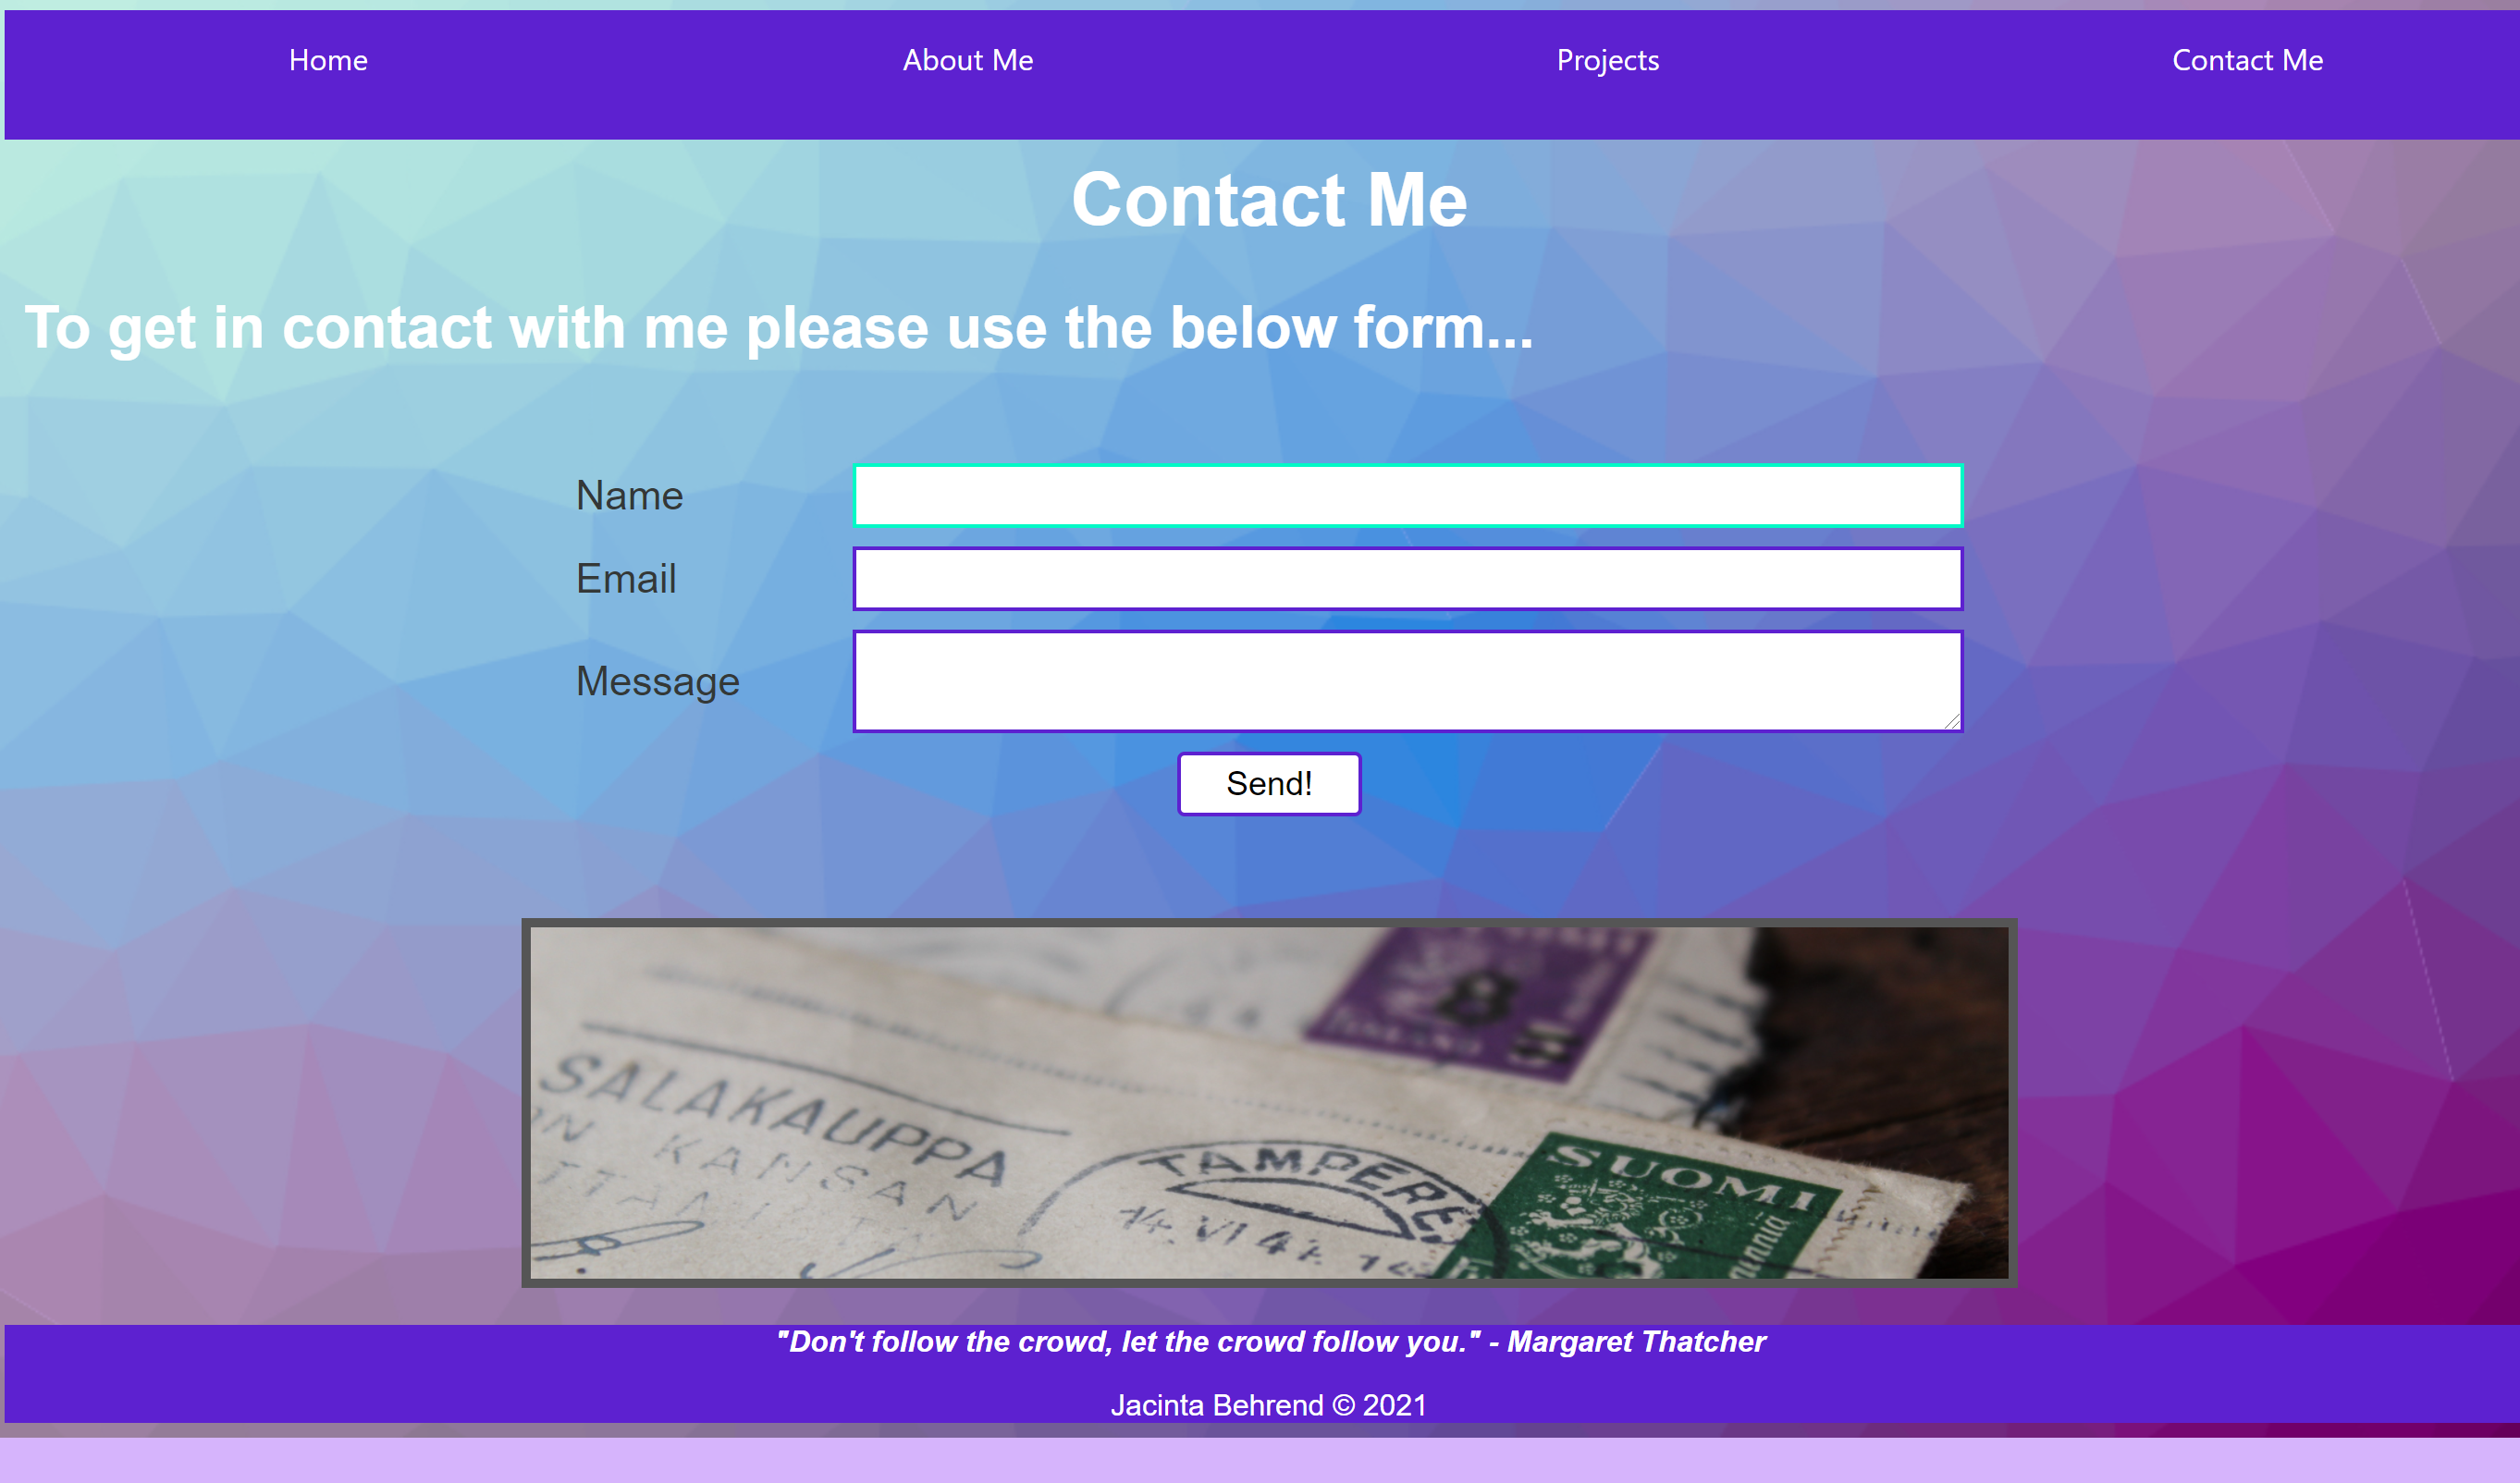 Home About Me Projects Contact Me
Contact Me
To get in contact with me please use the below form...
Name
Email
Message
Send!
SALAKAUPPA
KANSAN
TAMPERE
SUOMI
"Don't follow the crowd, let the crowd follow you." - Margaret Thatcher
Jacinta Behrend © 2021